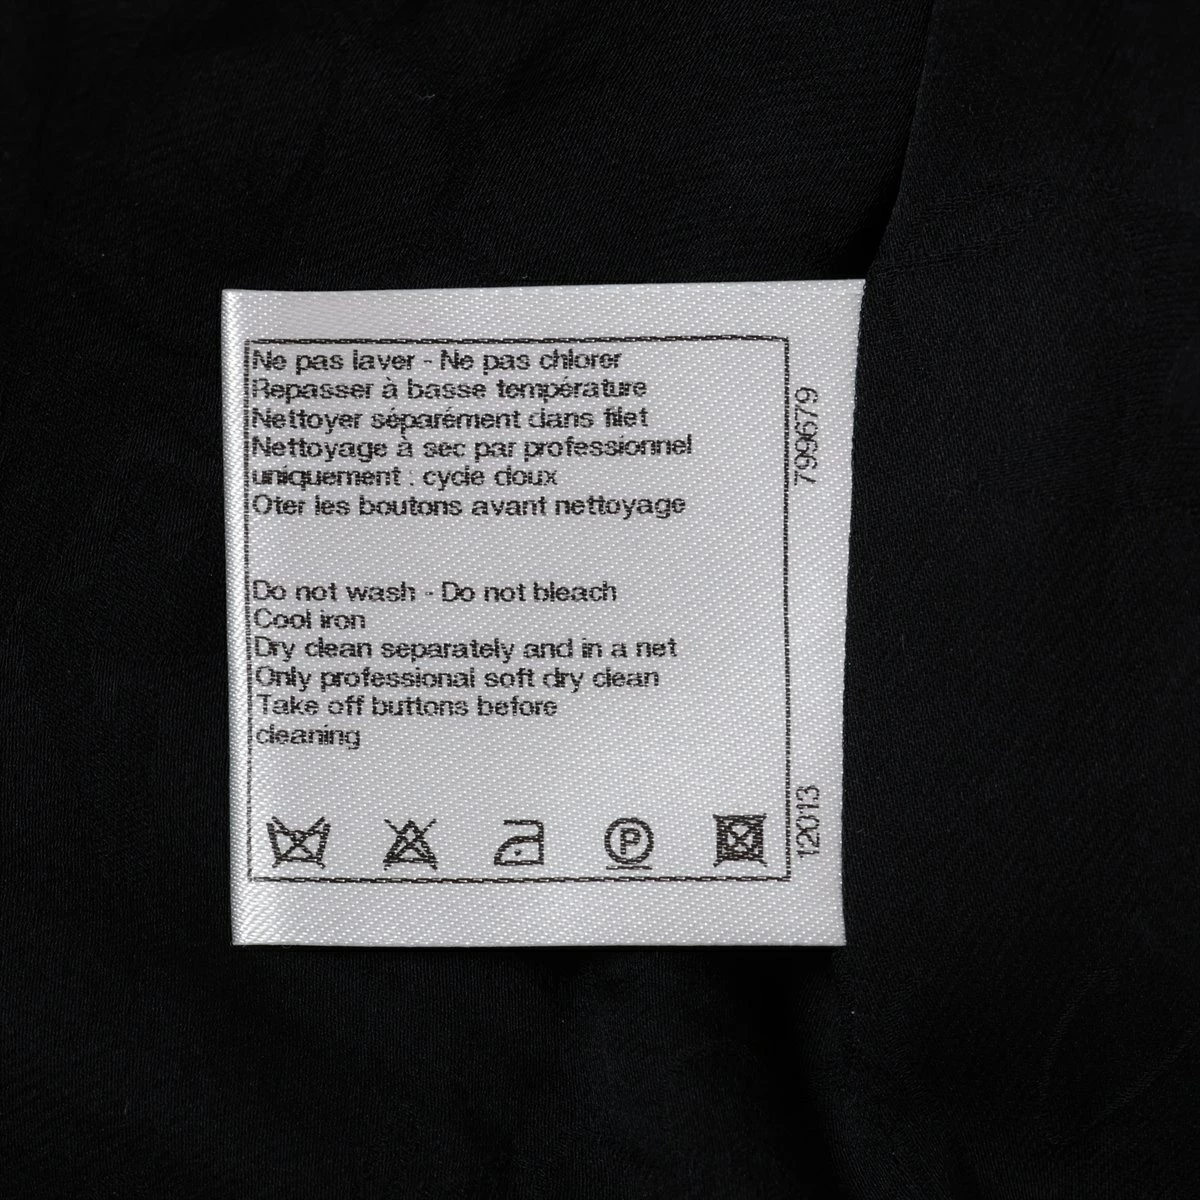 Ne pas laver - Ne pas chlorer
Repasser à basse température
Nettoyer séparément dans filet
Nettoyage à sec par professionnel
uniquement : cycle doux
Oter les boutons avant nettoyage
Do not wash - Do not bleach
Cool iron
Dry clean separately and in a net
Only professional soft dry clean
Take off buttons before
cleaning
P
799679
12013